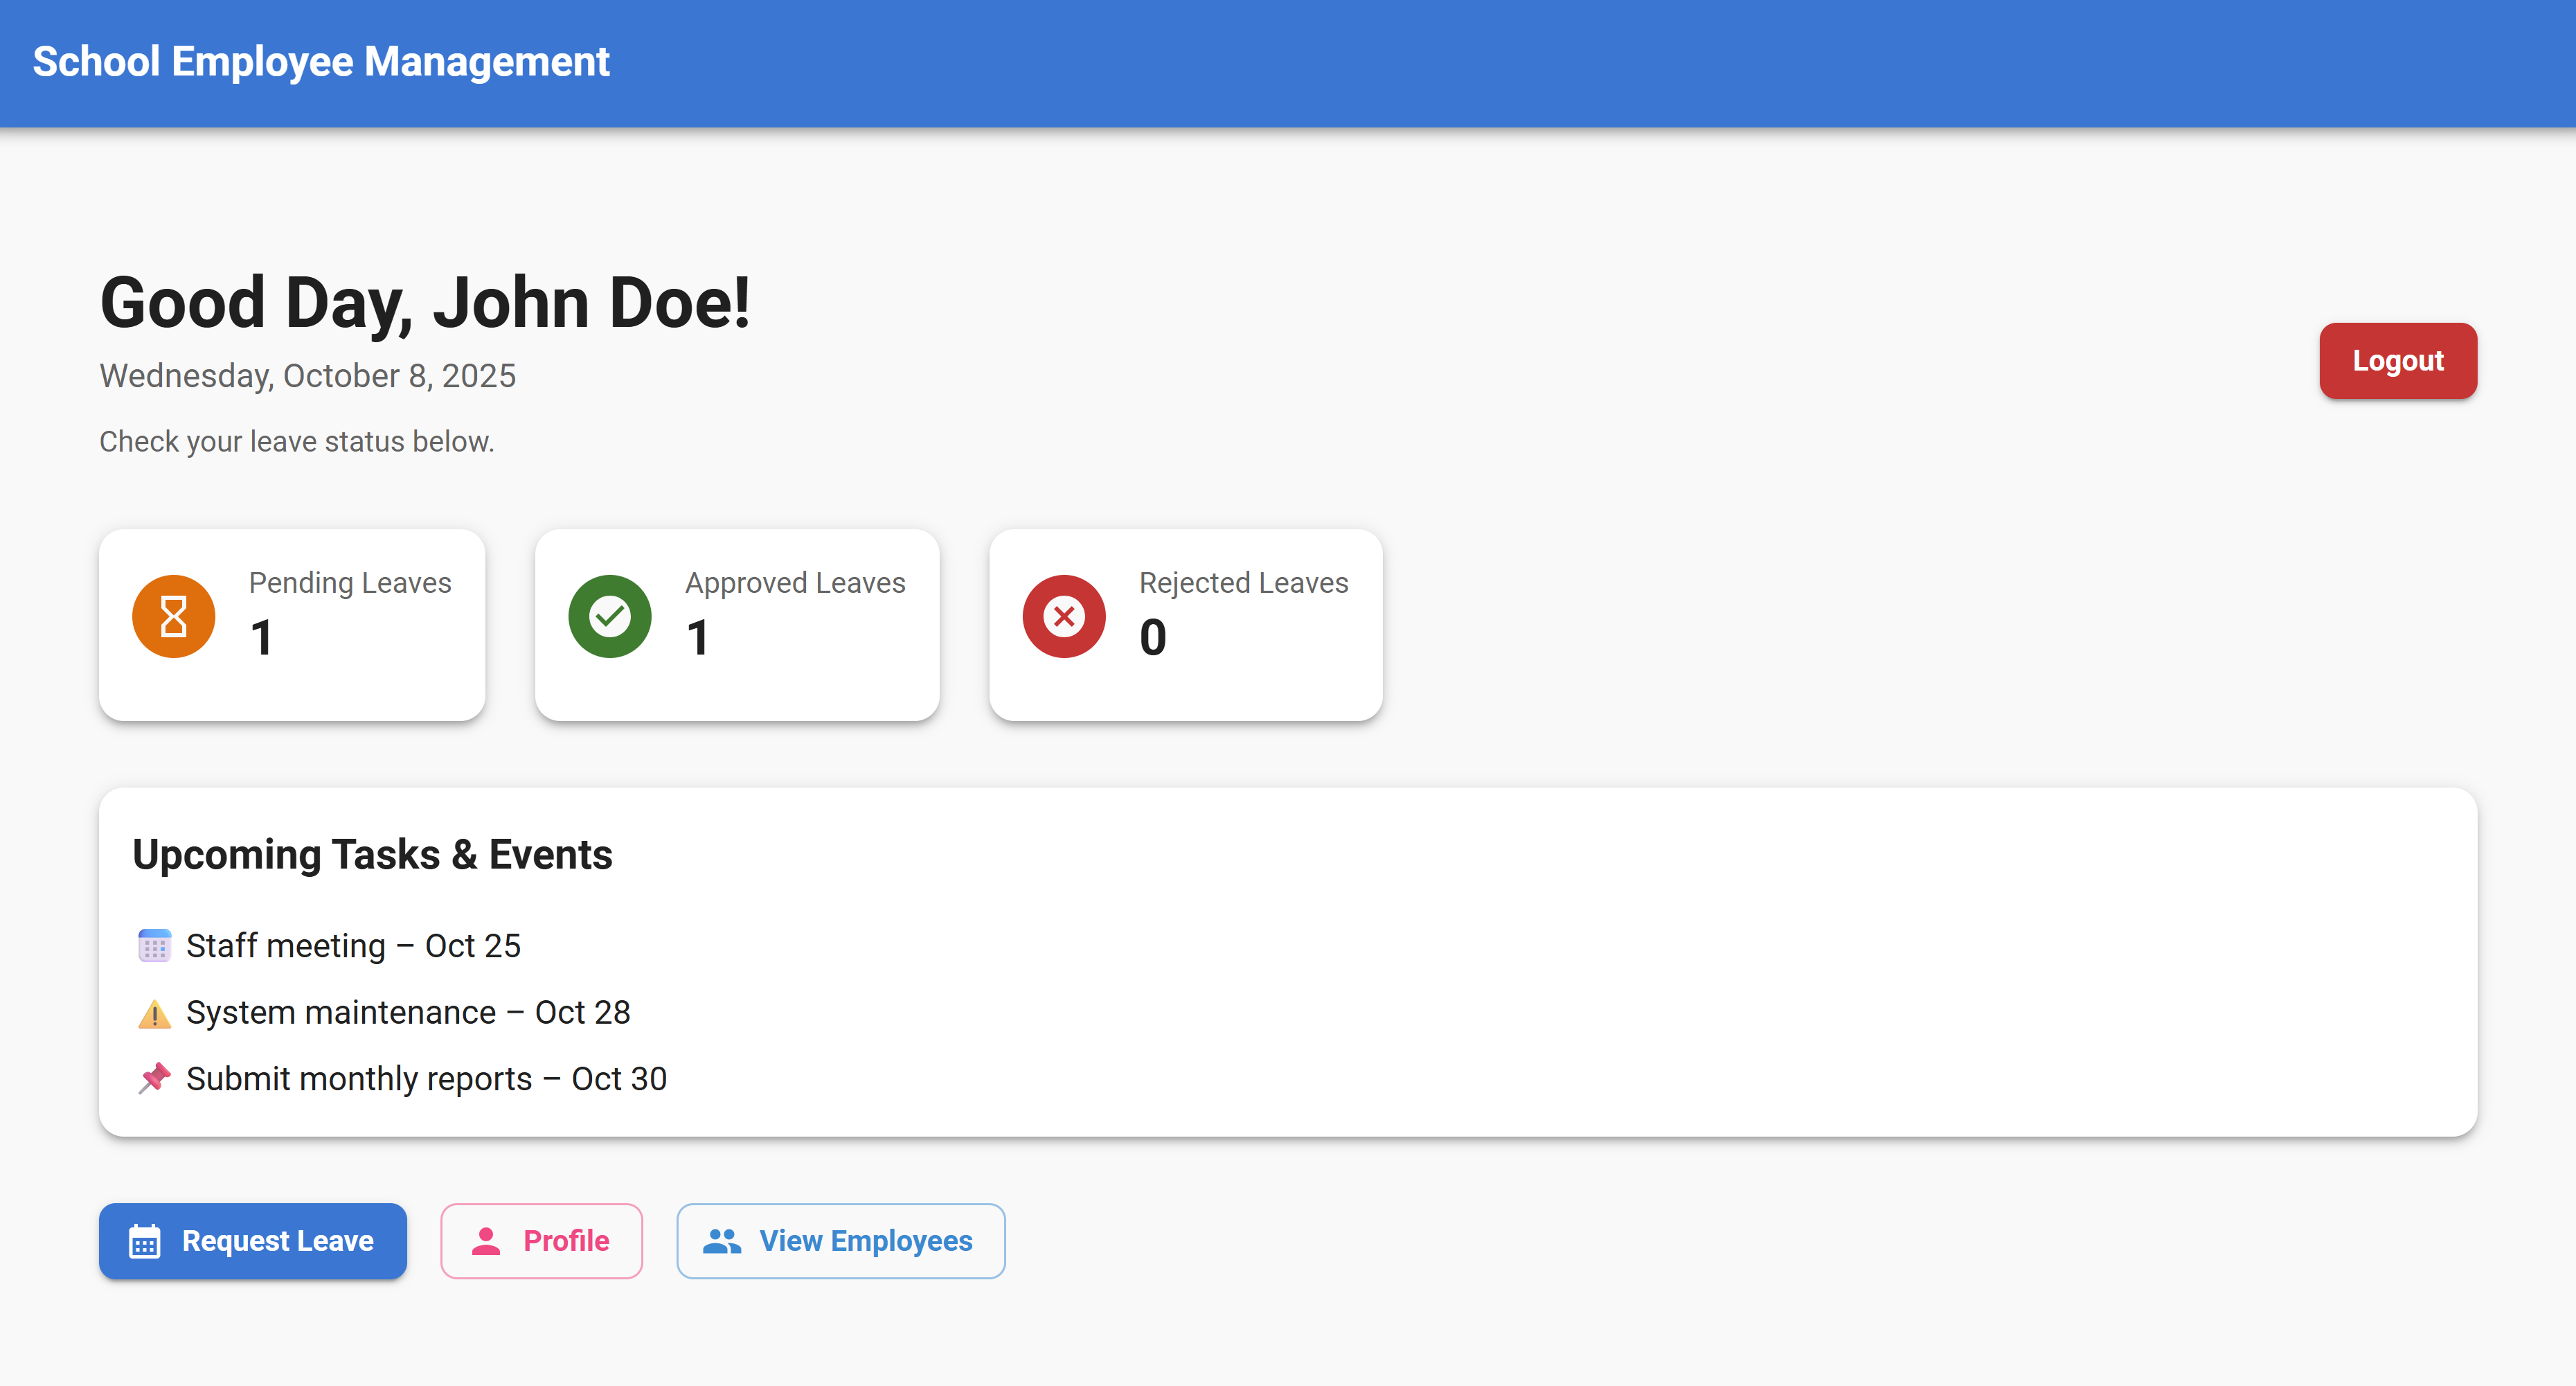 School Employee Management
Good Day, John Doe!
Wednesday, October 8, 2025
Logout
Check your leave status below.
Pending Leaves
1
Approved Leaves
1
Rejected Leaves
0
Upcoming Tasks & Events
Staff meeting – Oct 25
System maintenance – Oct 28
Submit monthly reports – Oct 30
Request Leave
Profile
View Employees